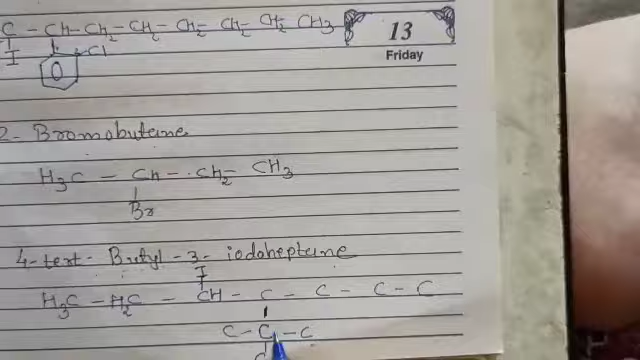 C - CH - CH2 - CH2 - CH2 - CH2 - CH2 - CH3
I Cl
O
13
Friday
2-Bromobutane
H3C - CH - CH2 - CH3
Br
4-tert-Butyl-3-iodoheptane
I
H3C - H2C - CH - C - C - C - C
C - C - C
C